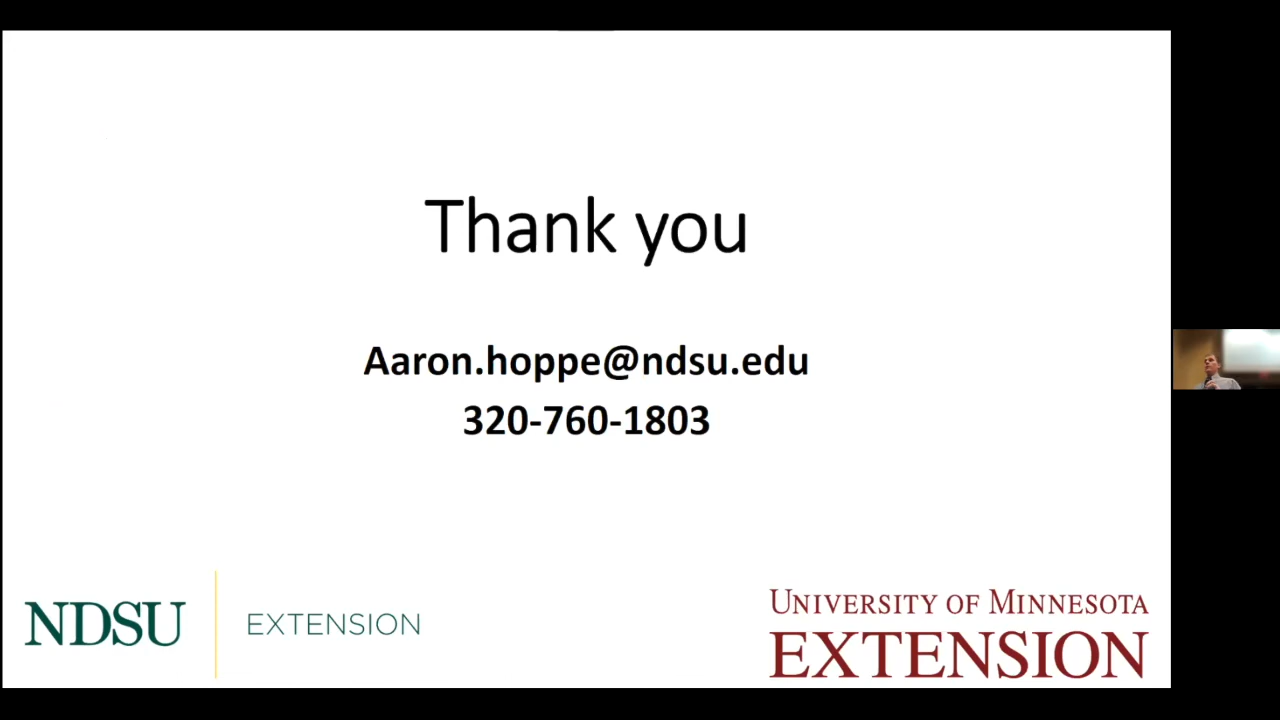 Thank you
Aaron.hoppe@ndsu.edu
320-760-1803
NDSU EXTENSION
UNIVERSITY OF MINNESOTA
EXTENSION